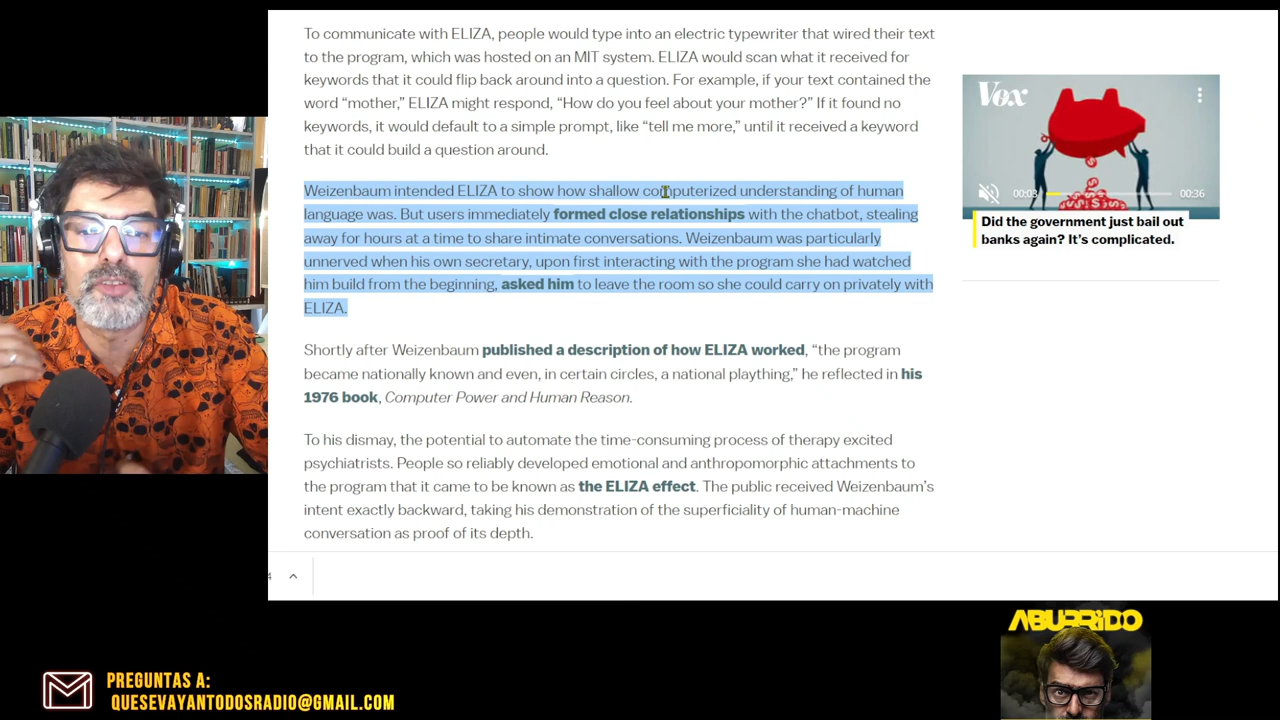 To communicate with ELIZA, people would type into an electric typewriter that wired their text
to the program, which was hosted on an MIT system. ELIZA would scan what it received for
keywords that it could flip back around into a question. For example, if your text contained the
word “mother,” ELIZA might respond, “How do you feel about your mother?” If it found no
keywords, it would default to a simple prompt, like “tell me more,” until it received a keyword
that it could build a question around.
Weizenbaum intended ELIZA to show how shallow computerized understanding of human
language was. But users immediately formed close relationships with the chatbot, stealing
away for hours at a time to share intimate conversations. Weizenbaum was particularly
unnerved when his own secretary, upon first interacting with the program she had watched
him build from the beginning, asked him to leave the room so she could carry on privately with
ELIZA.
Shortly after Weizenbaum published a description of how ELIZA worked, “the program
became nationally known and even, in certain circles, a national plaything,” he reflected in his
1976 book, Computer Power and Human Reason.
To his dismay, the potential to automate the time-consuming process of therapy excited
psychiatrists. People so reliably developed emotional and anthropomorphic attachments to
the program that it came to be known as the ELIZA effect. The public received Weizenbaum’s
intent exactly backward, taking his demonstration of the superficiality of human-machine
conversation as proof of its depth.
Vox
00:03
00:36
Did the government just bail out
banks again? It’s complicated.
4
ABURRIDO
PREGUNTAS A:
QUESEVAYANTODOSRADIO@GMAIL.COM